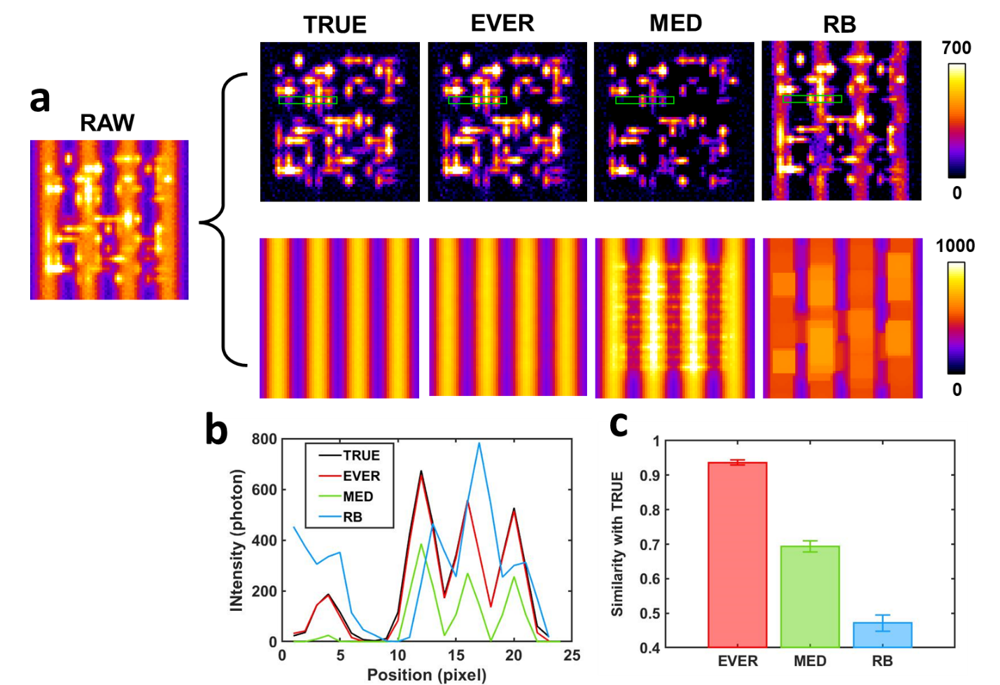 TRUE EVER MED RB
700
a
RAW
0
1000
0
b
c
800
600
400
200
0
INtensity (photon)
TRUE
EVER
MED
RB
0 5 10 15 20 25
Position (pixel)
1
0.9
0.8
0.7
0.6
0.5
0.4
Similarity with TRUE
EVER MED RB